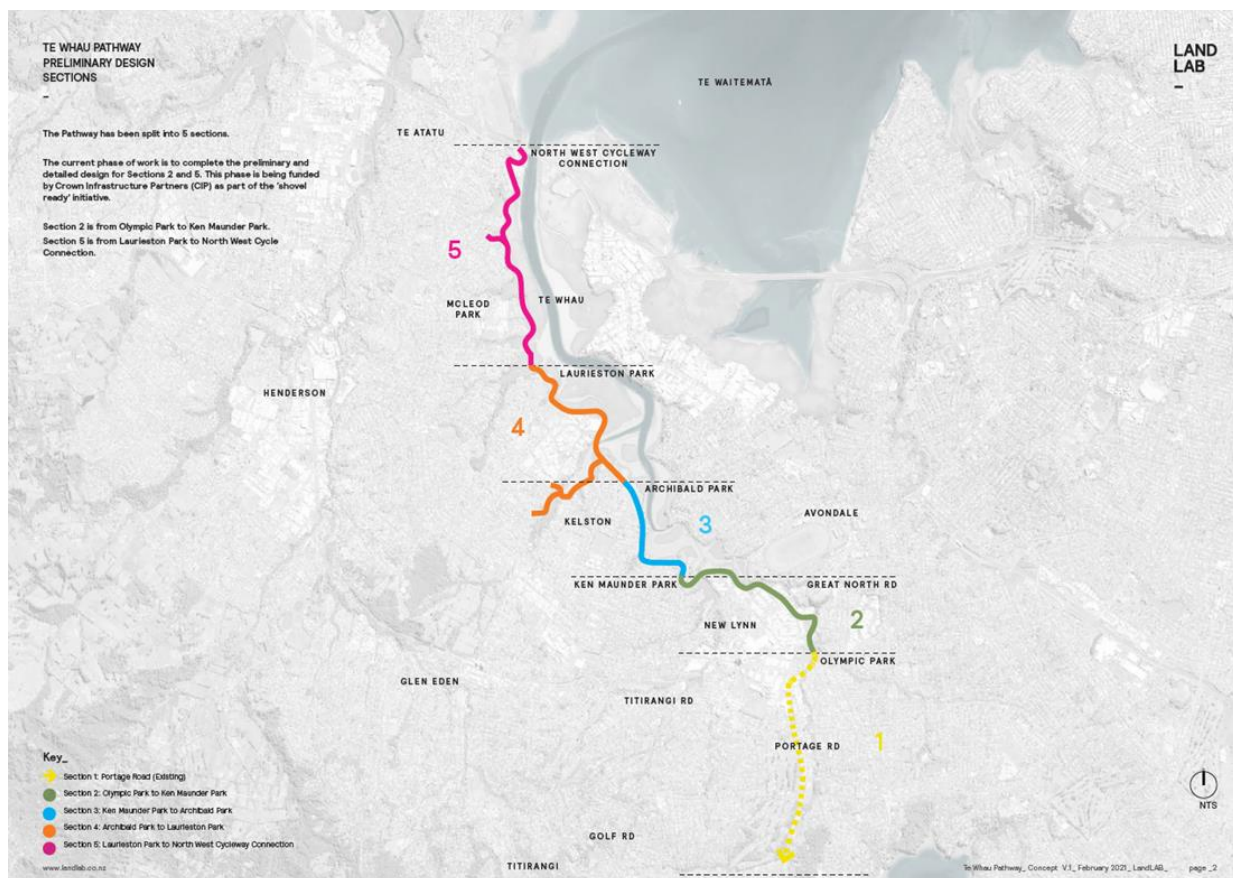 TE WHAU PATHWAY
PRELIMINARY DESIGN
SECTIONS
–
The Pathway has been split into 5 sections.
The current phase of work is to complete the preliminary and
detailed design for Sections 2 and 5. This phase is being funded
by Crown Infrastructure Partners (CIP) as part of the 'shovel
ready' initiative.
Section 2 is from Olympic Park to Ken Maunder Park.
Section 5 is from Laurieston Park to North West Cycle
Connection.
LAND
LAB
–
TE WAITEMATĀ
TE ATATU
NORTH WEST CYCLEWAY
CONNECTION
5
MCLEOD
PARK
TE WHAU
LAURIESTON PARK
HENDERSON
4
ARCHIBALD PARK
KELSTON
3
AVONDALE
KEN MAUNDER PARK
GREAT NORTH RD
NEW LYNN
2
OLYMPIC PARK
GLEN EDEN
TITIRANGI RD
PORTAGE RD
1
GOLF RD
TITIRANGI
Key_
Section 1: Portage Road (Existing)
Section 2: Olympic Park to Ken Maunder Park
Section 3: Ken Maunder Park to Archibald Park
Section 4: Archibald Park to Laurieston Park
Section 5: Laurieston Park to North West Cycleway Connection
NTS
www.landlab.co.nz
Te Whau Pathway_ Concept V.1_ February 2021_ LandLAB_ page _2